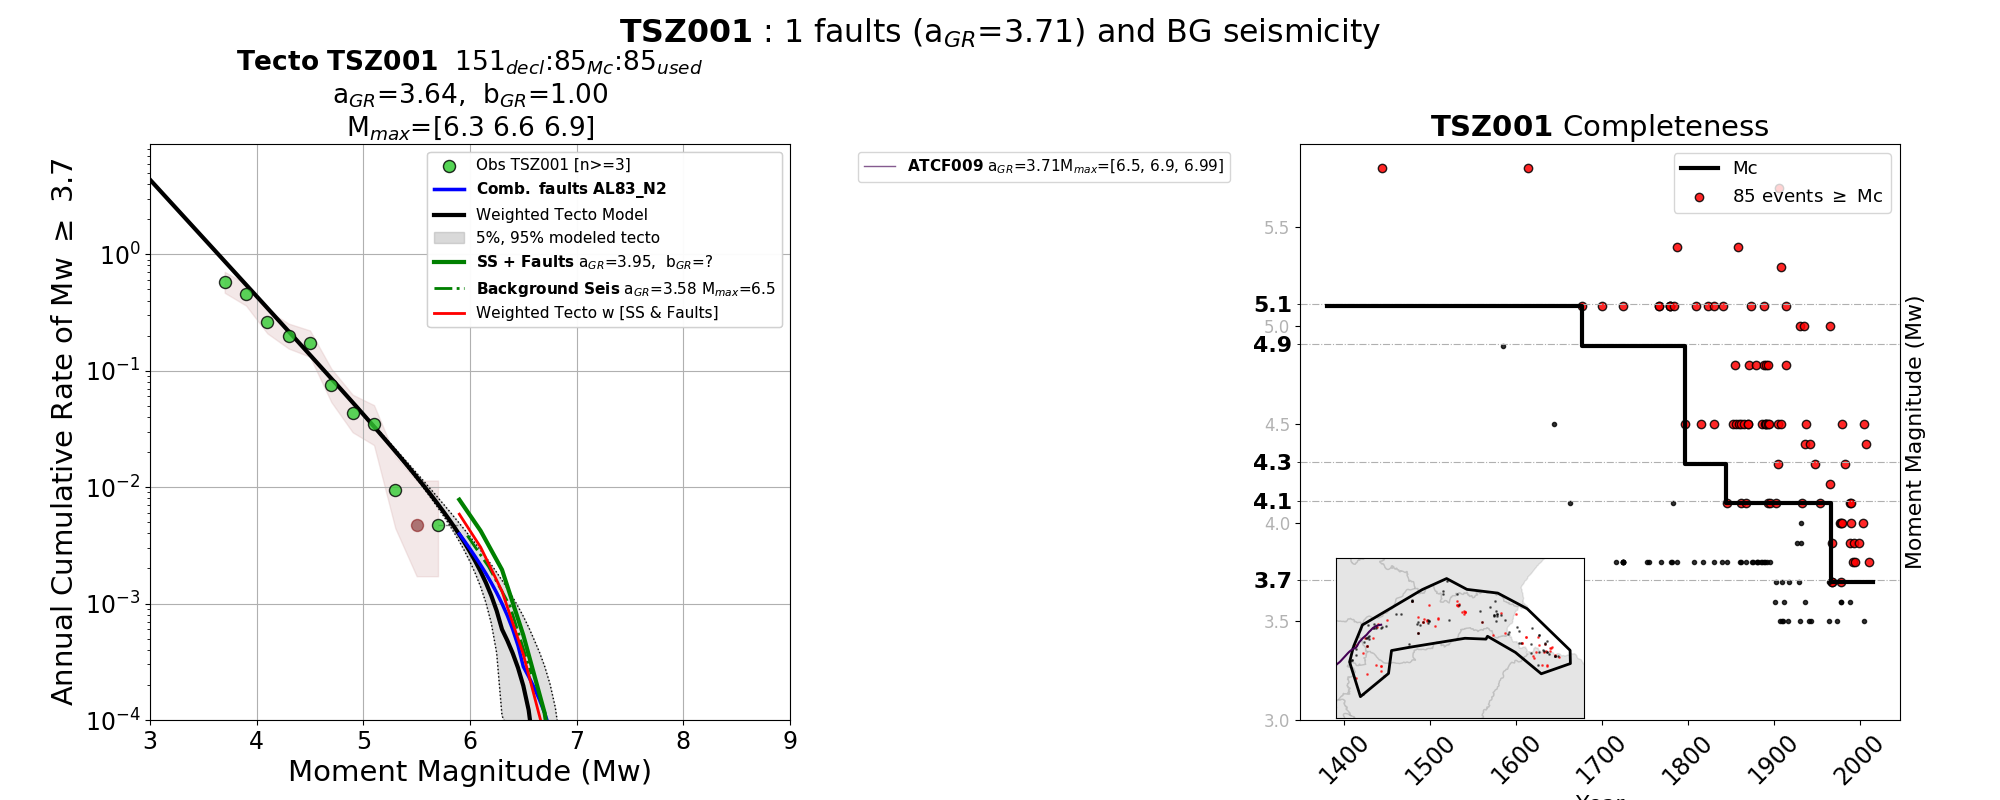 TSZ001 : 1 faults (aGR=3.71) and BG seismicity
Tecto TSZ001 151decl:85Mc:85used
aGR=3.64, bGR=1.00
Mmax=[6.3 6.6 6.9]
Annual Cumulative Rate of Mw ≥ 3.7
10^0
10^-1
10^-2
10^-3
10^-4
3 4 5 6 7 8 9
Moment Magnitude (Mw)
Obs TSZ001 [n>=3]
Comb. faults AL83_N2
Weighted Tecto Model
5%, 95% modeled tecto
SS + Faults aGR=3.95, bGR=?
Background Seis aGR=3.58 Mmax=6.5
Weighted Tecto w [SS & Faults]
ATCF009 aGR=3.71Mmax=[6.5, 6.9, 6.99]
TSZ001 Completeness
Mc
85 events ≥ Mc
5.5
5.1
5.0
4.9
4.5
4.3
4.1
4.0
3.7
3.5
3.0
1400 1500 1600 1700 1800 1900 2000
Moment Magnitude (Mw)
Year